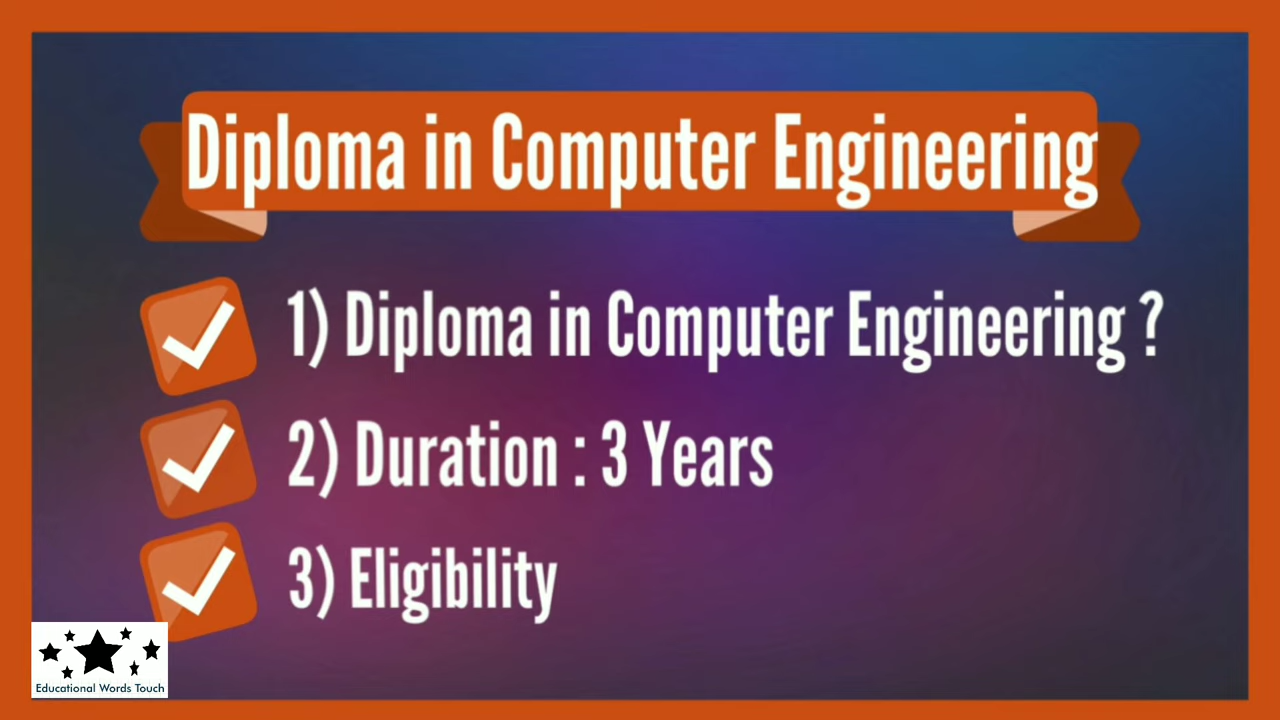 Diploma in Computer Engineering
1) Diploma in Computer Engineering ?
2) Duration : 3 Years
3) Eligibility
Educational Words Touch